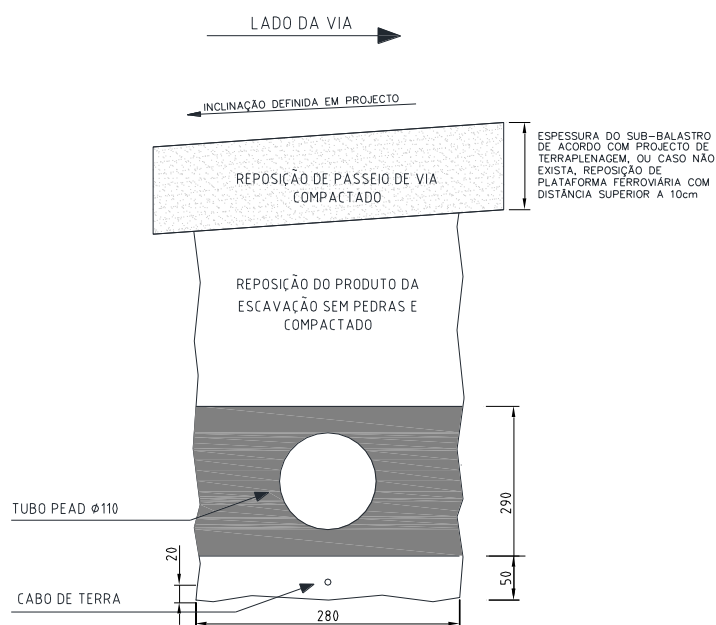 LADO DA VIA
INCLINAÇÃO DEFINIDA EM PROJECTO
ESPESSURA DO SUB-BALASTRO
DE ACORDO COM PROJECTO DE
TERRAPLENAGEM, OU CASO NÃO
EXISTA, REPOSIÇÃO DE
PLATAFORMA FERROVIÁRIA COM
DISTÂNCIA SUPERIOR A 10cm
REPOSIÇÃO DE PASSEIO DE VIA
COMPACTADO
REPOSIÇÃO DO PRODUTO DA
ESCAVAÇÃO SEM PEDRAS E
COMPACTADO
TUBO PEAD ø110
290
20
50
CABO DE TERRA
280